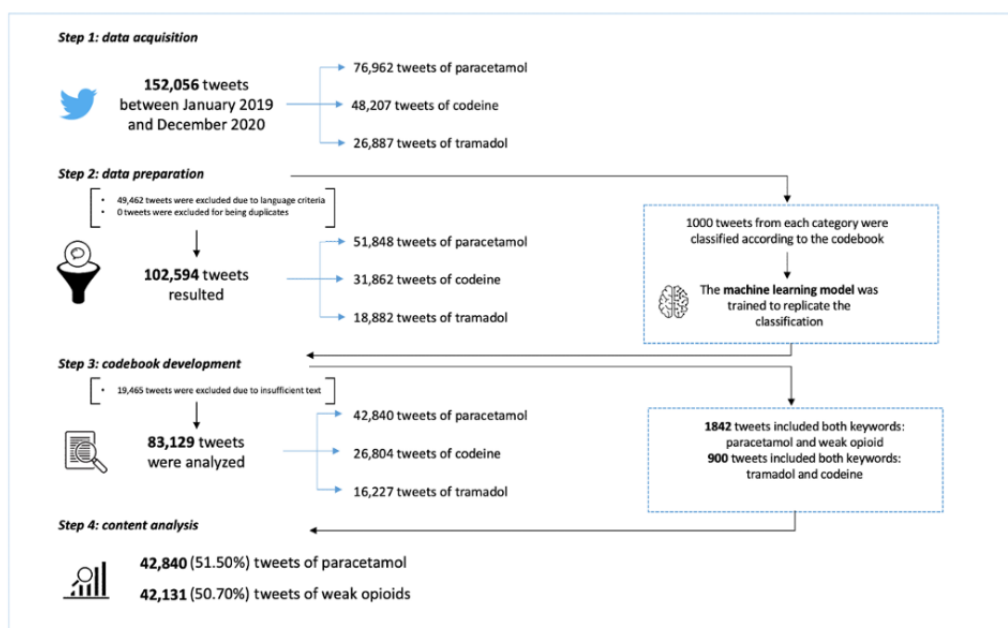 Step 1: data acquisition
152,056 tweets
between January 2019
and December 2020
76,962 tweets of paracetamol
48,207 tweets of codeine
26,887 tweets of tramadol
Step 2: data preparation
• 49,462 tweets were excluded due to language criteria
• 0 tweets were excluded for being duplicates
102,594 tweets
resulted
51,848 tweets of paracetamol
31,862 tweets of codeine
18,882 tweets of tramadol
1000 tweets from each category were
classified according to the codebook
The machine learning model was
trained to replicate the
classification
Step 3: codebook development
• 19,465 tweets were excluded due to insufficient text
83,129 tweets
were analyzed
42,840 tweets of paracetamol
26,804 tweets of codeine
16,227 tweets of tramadol
1842 tweets included both keywords:
paracetamol and weak opioid
900 tweets included both keywords:
tramadol and codeine
Step 4: content analysis
42,840 (51.50%) tweets of paracetamol
42,131 (50.70%) tweets of weak opioids